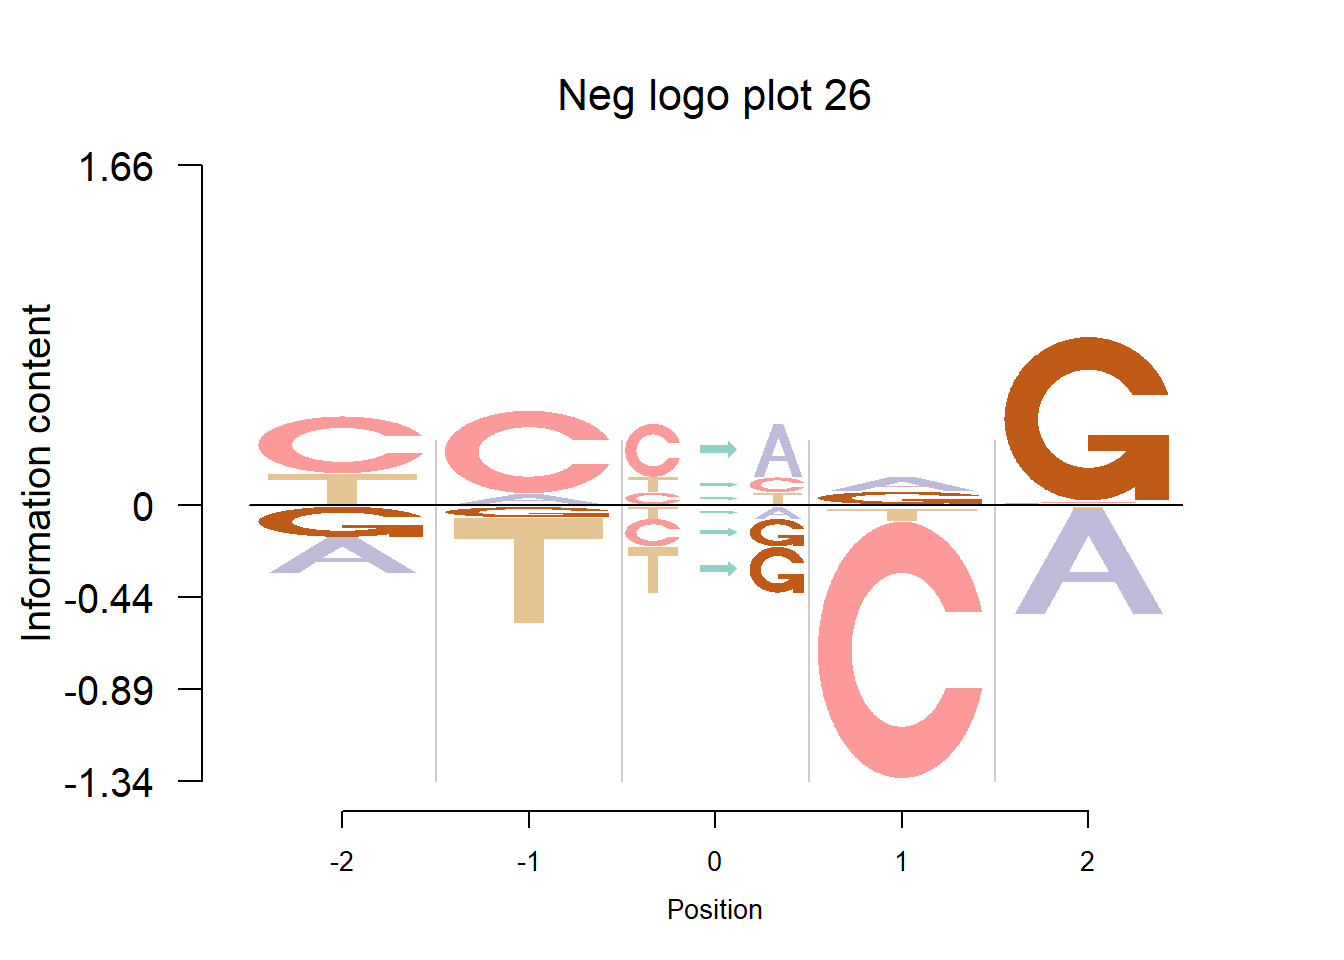 Neg logo plot 26
1.66
0
-0.44
-0.89
-1.34
Information content
C C C → A A G
T A T → C G
C → T
G G T → A T A
A T C → G C
T → G
-2 -1 0 1 2
Position